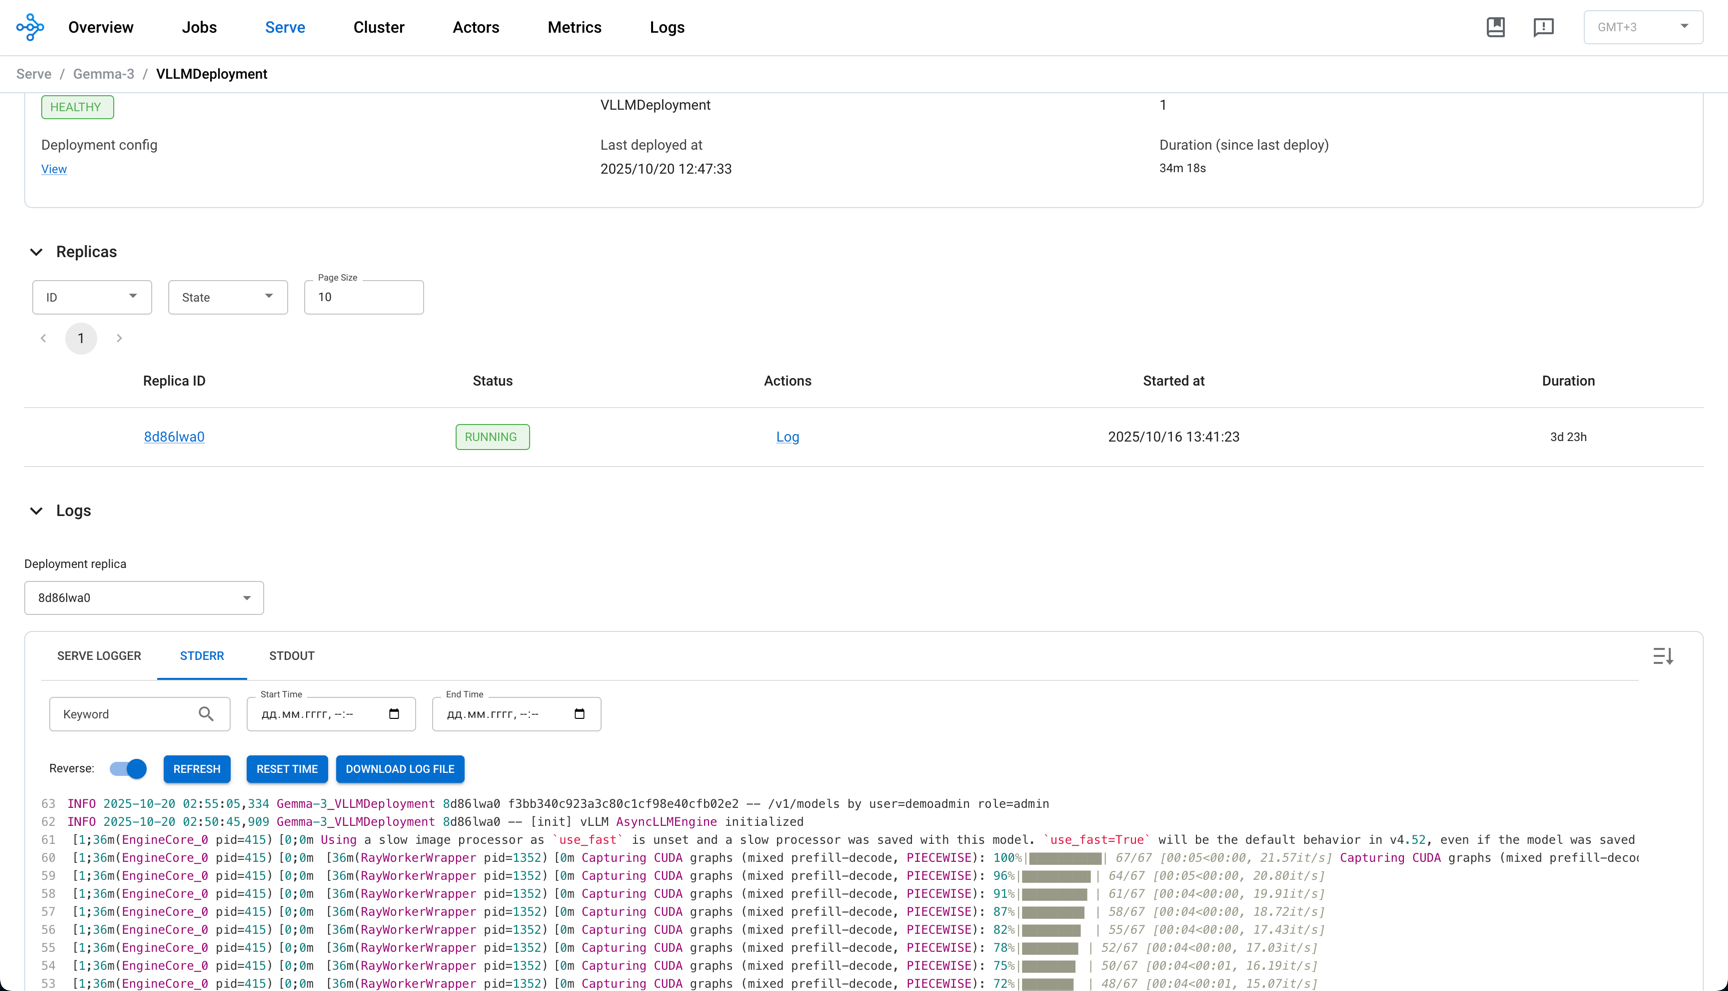 Overview Jobs Serve Cluster Actors Metrics Logs GMT+3
Serve / Gemma-3 / VLLMDeployment
HEALTHY VLLMDeployment 1
Deployment config Last deployed at Duration (since last deploy)
View 2025/10/20 12:47:33 34m 18s
Replicas
Page Size
ID State 10
1
Replica ID Status Actions Started at Duration
8d86lwa0 RUNNING Log 2025/10/16 13:41:23 3d 23h
Logs
Deployment replica
8d86lwa0
SERVE LOGGER STDERR STDOUT
Start Time End Time
Keyword дд.мм.гггг, --:-- дд.мм.гггг, --:--
Reverse: REFRESH RESET TIME DOWNLOAD LOG FILE
63 INFO 2025-10-20 02:55:05,334 Gemma-3_VLLMDeployment 8d86lwa0 f3bb340c923a3c80c1cf98e40cfb02e2 -- /v1/models by user=demoadmin role=admin
62 INFO 2025-10-20 02:50:45,909 Gemma-3_VLLMDeployment 8d86lwa0 -- [init] vLLM AsyncLLMEngine initialized
61 [1;36m(EngineCore_0 pid=415)[0;0m Using a slow image processor as `use_fast` is unset and a slow processor was saved with this model. `use_fast=True` will be the default behavior in v4.52, even if the model was saved
60 [1;36m(EngineCore_0 pid=415)[0;0m [36m(RayWorkerWrapper pid=1352)[0m Capturing CUDA graphs (mixed prefill-decode, PIECEWISE): 100%|██████████| 67/67 [00:05<00:00, 21.57it/s] Capturing CUDA graphs (mixed prefill-deco
59 [1;36m(EngineCore_0 pid=415)[0;0m [36m(RayWorkerWrapper pid=1352)[0m Capturing CUDA graphs (mixed prefill-decode, PIECEWISE): 96%|█████████▌| 64/67 [00:05<00:00, 20.80it/s]
58 [1;36m(EngineCore_0 pid=415)[0;0m [36m(RayWorkerWrapper pid=1352)[0m Capturing CUDA graphs (mixed prefill-decode, PIECEWISE): 91%|█████████ | 61/67 [00:04<00:00, 19.91it/s]
57 [1;36m(EngineCore_0 pid=415)[0;0m [36m(RayWorkerWrapper pid=1352)[0m Capturing CUDA graphs (mixed prefill-decode, PIECEWISE): 87%|████████▋ | 58/67 [00:04<00:00, 18.72it/s]
56 [1;36m(EngineCore_0 pid=415)[0;0m [36m(RayWorkerWrapper pid=1352)[0m Capturing CUDA graphs (mixed prefill-decode, PIECEWISE): 82%|████████▏ | 55/67 [00:04<00:00, 17.43it/s]
55 [1;36m(EngineCore_0 pid=415)[0;0m [36m(RayWorkerWrapper pid=1352)[0m Capturing CUDA graphs (mixed prefill-decode, PIECEWISE): 78%|███████▊ | 52/67 [00:04<00:00, 17.03it/s]
54 [1;36m(EngineCore_0 pid=415)[0;0m [36m(RayWorkerWrapper pid=1352)[0m Capturing CUDA graphs (mixed prefill-decode, PIECEWISE): 75%|███████▍ | 50/67 [00:04<00:01, 16.19it/s]
53 [1;36m(EngineCore_0 pid=415)[0;0m [36m(RayWorkerWrapper pid=1352)[0m Capturing CUDA graphs (mixed prefill-decode, PIECEWISE): 72%|███████▏ | 48/67 [00:04<00:01, 15.07it/s]